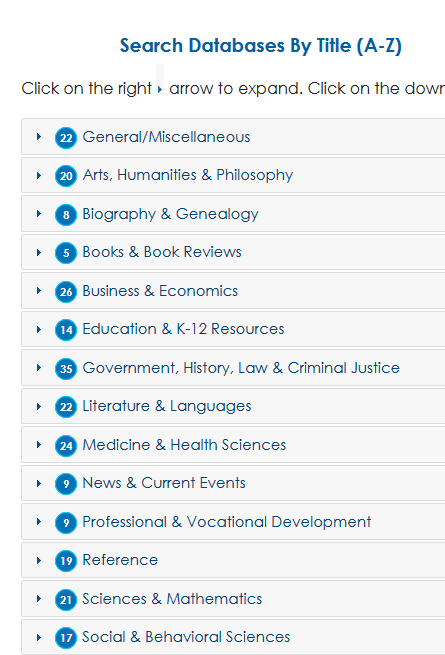 Search Databases By Title (A-Z)
Click on the right arrow to expand. Click on the down
22 General/Miscellaneous
20 Arts, Humanities & Philosophy
8 Biography & Genealogy
5 Books & Book Reviews
26 Business & Economics
14 Education & K-12 Resources
35 Government, History, Law & Criminal Justice
22 Literature & Languages
24 Medicine & Health Sciences
9 News & Current Events
9 Professional & Vocational Development
19 Reference
21 Sciences & Mathematics
17 Social & Behavioral Sciences